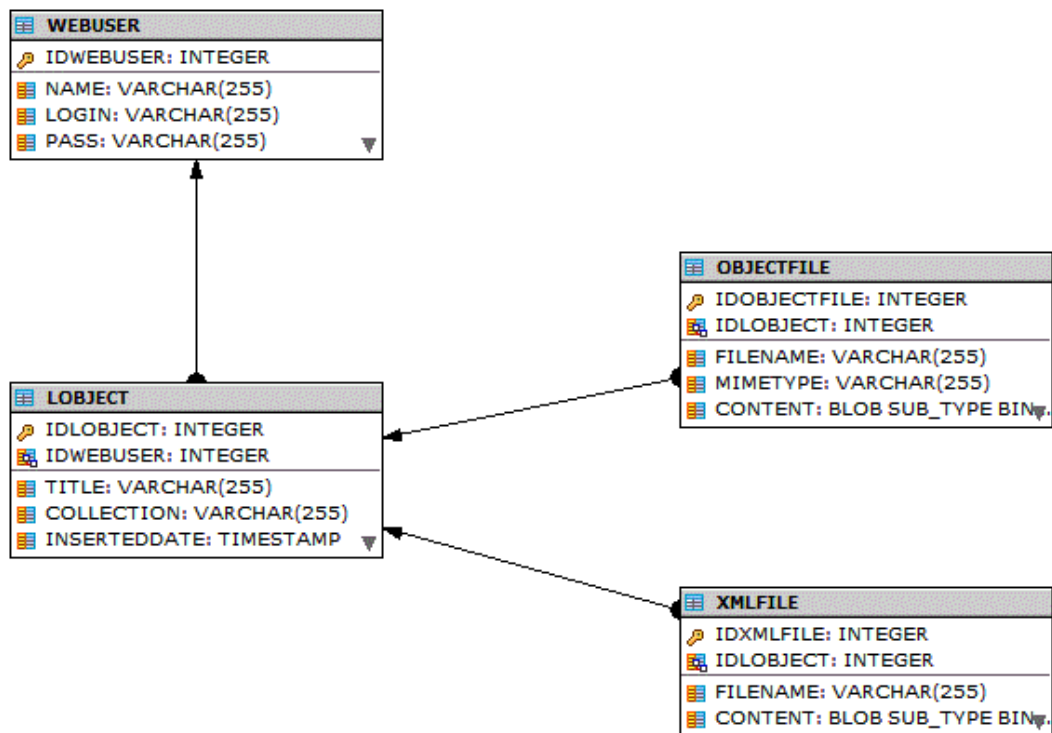 WEBUSER
IDWEBUSER: INTEGER
NAME: VARCHAR(255)
LOGIN: VARCHAR(255)
PASS: VARCHAR(255)
OBJECTFILE
IDOBJECTFILE: INTEGER
IDLOBJECT: INTEGER
FILENAME: VARCHAR(255)
MIMETYPE: VARCHAR(255)
CONTENT: BLOB SUB_TYPE BIN...
LOBJECT
IDLOBJECT: INTEGER
IDWEBUSER: INTEGER
TITLE: VARCHAR(255)
COLLECTION: VARCHAR(255)
INSERTEDDATE: TIMESTAMP
XMLFILE
IDXMLFILE: INTEGER
IDLOBJECT: INTEGER
FILENAME: VARCHAR(255)
CONTENT: BLOB SUB_TYPE BIN...